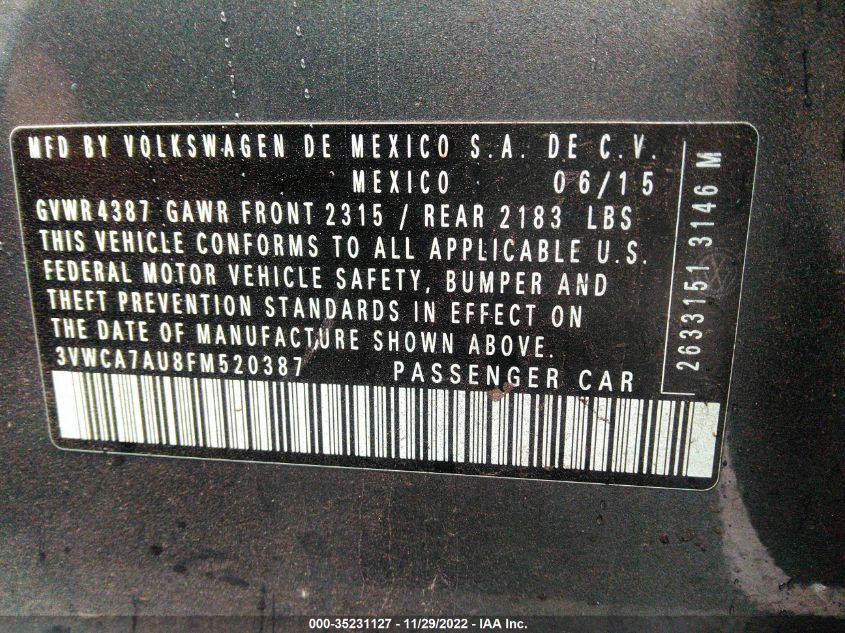 MFD BY VOLKSWAGEN DE MEXICO S.A. DE C.V.
MEXICO 06/15
GVWR4387 GAWR FRONT 2315 / REAR 2183 LBS
THIS VEHICLE CONFORMS TO ALL APPLICABLE U.S.
FEDERAL MOTOR VEHICLE SAFETY, BUMPER AND
THEFT PREVENTION STANDARDS IN EFFECT ON
THE DATE OF MANUFACTURE SHOWN ABOVE.
3VWCA7AU8FM520387 PASSENGER CAR
2633151 3146 M
000-35231127 - 11/29/2022 - IAA Inc.